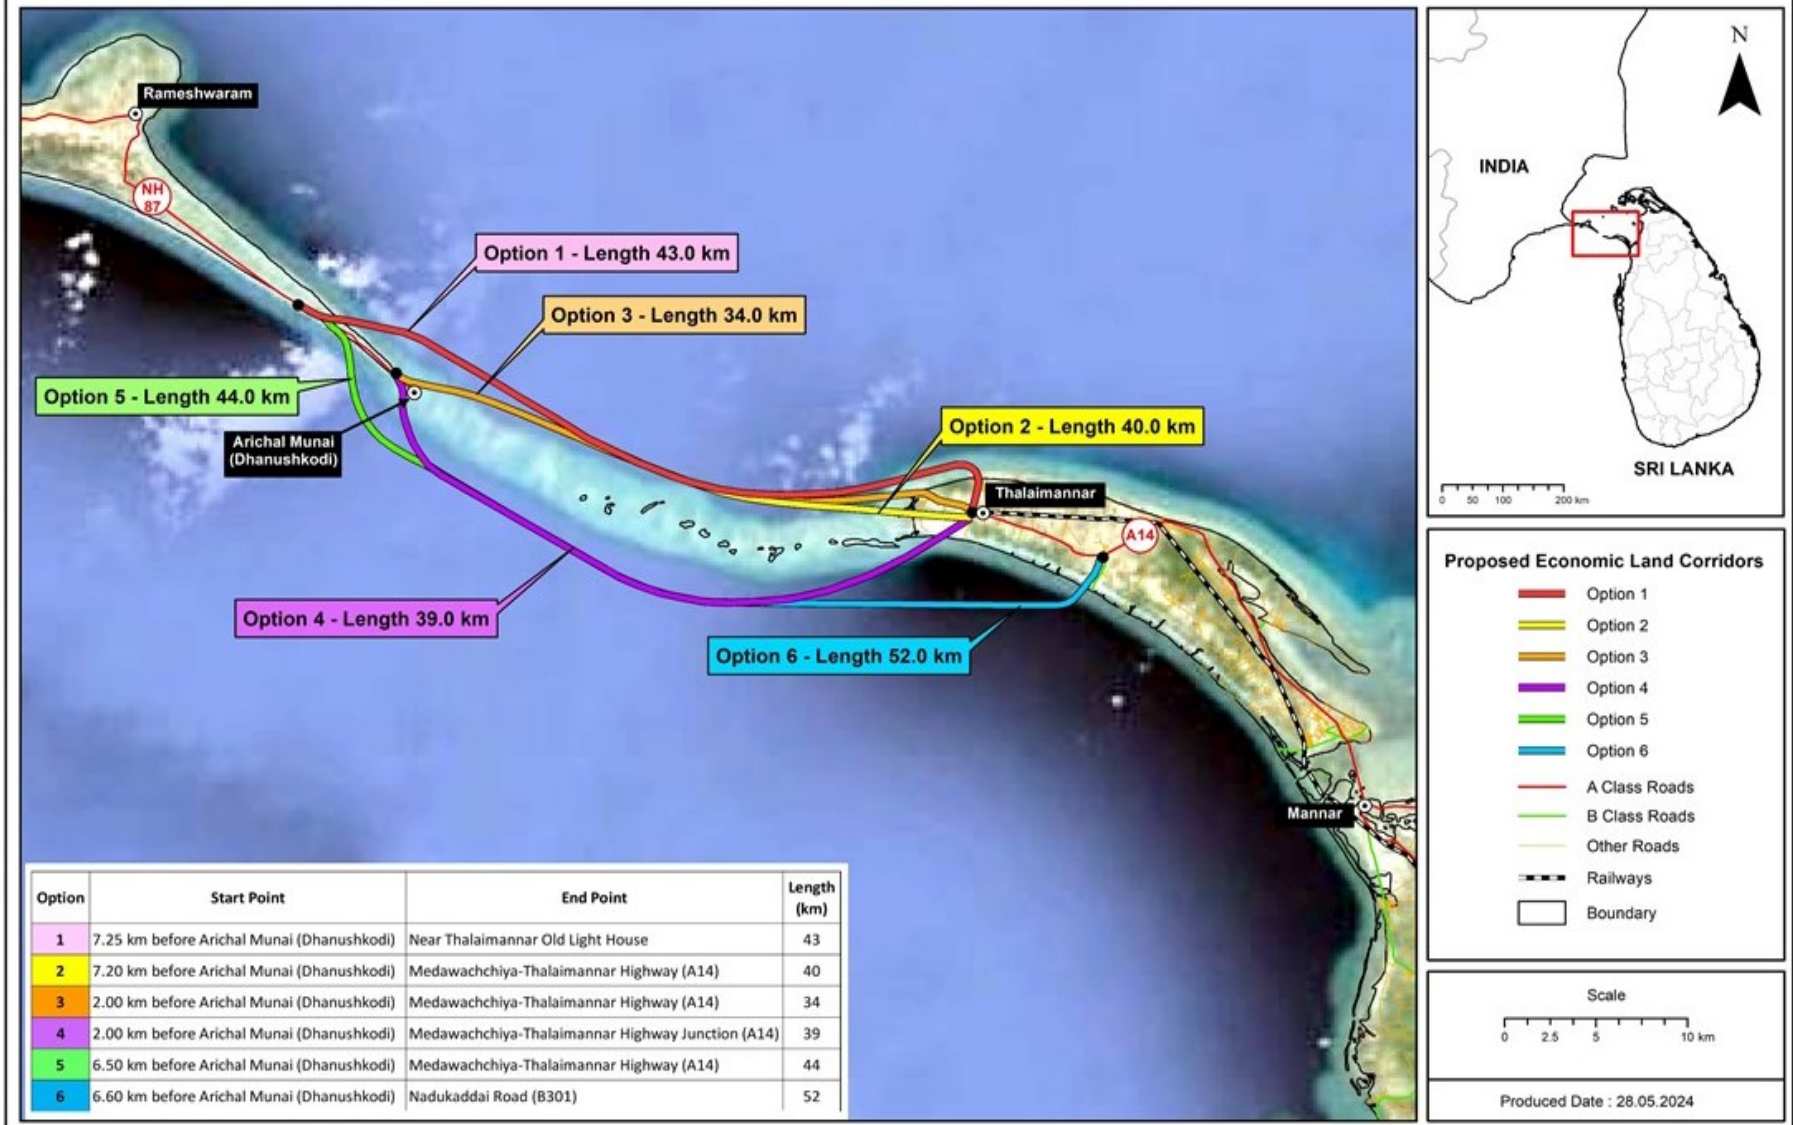 Rameshwaram
NH
87
Option 1 - Length 43.0 km
Option 3 - Length 34.0 km
Option 5 - Length 44.0 km
Arichal Munai
(Dhanushkodi)
Option 2 - Length 40.0 km
Thalaimannar
A14
Option 4 - Length 39.0 km
Option 6 - Length 52.0 km
Mannar
Option Start Point End Point Length (km)
1 7.25 km before Arichal Munai (Dhanushkodi) Near Thalaimannar Old Light House 43
2 7.20 km before Arichal Munai (Dhanushkodi) Medawachchiya-Thalaimannar Highway (A14) 40
3 2.00 km before Arichal Munai (Dhanushkodi) Medawachchiya-Thalaimannar Highway (A14) 34
4 2.00 km before Arichal Munai (Dhanushkodi) Medawachchiya-Thalaimannar Highway Junction (A14) 39
5 6.50 km before Arichal Munai (Dhanushkodi) Medawachchiya-Thalaimannar Highway (A14) 44
6 6.60 km before Arichal Munai (Dhanushkodi) Nadukaddai Road (B301) 52
N
INDIA
SRI LANKA
0 50 100 200 km
Proposed Economic Land Corridors
Option 1
Option 2
Option 3
Option 4
Option 5
Option 6
A Class Roads
B Class Roads
Other Roads
Railways
Boundary
Scale
0 2.5 5 10 km
Produced Date : 28.05.2024